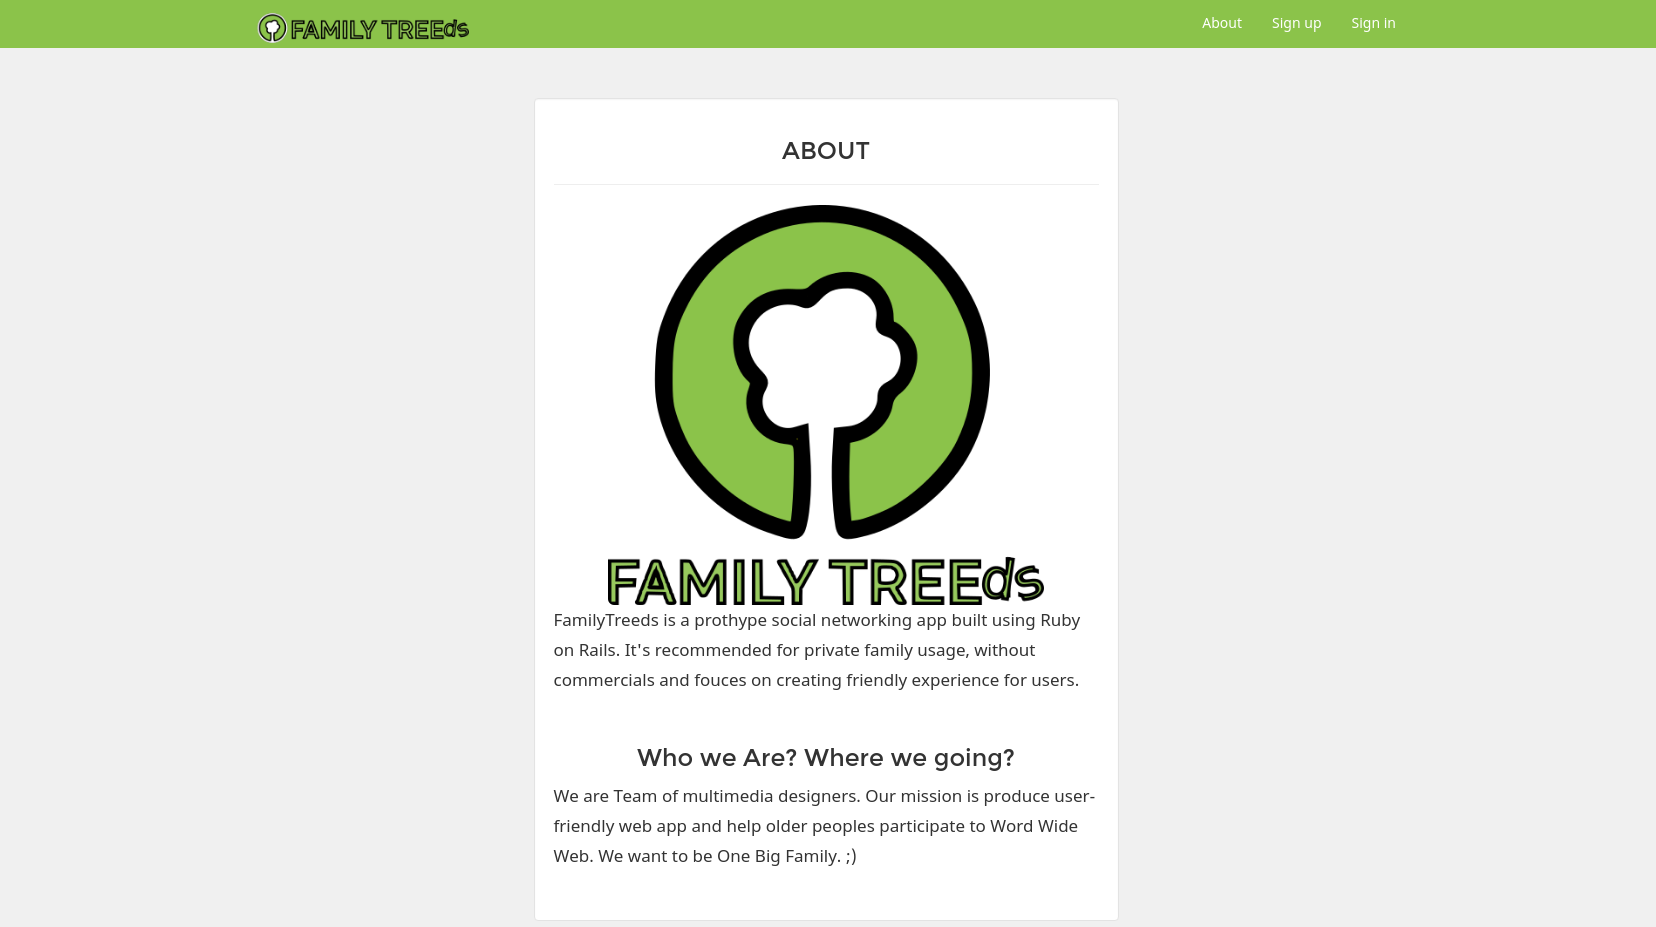 FAMILY TREEds
About
Sign up
Sign in
ABOUT
FAMILY TREEds
FamilyTreeds is a prothype social networking app built using Ruby
on Rails. It's recommended for private family usage, without
commercials and fouces on creating friendly experience for users.
Who we Are? Where we going?
We are Team of multimedia designers. Our mission is produce user-
friendly web app and help older peoples participate to Word Wide
Web. We want to be One Big Family. ;)